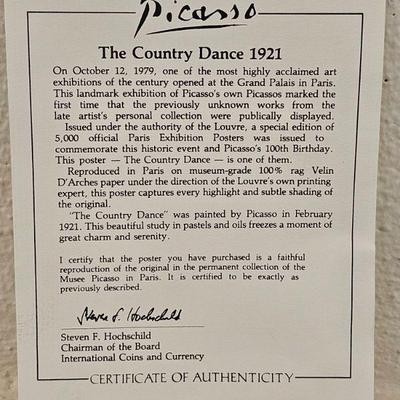 Picasso
The Country Dance 1921
On October 12, 1979, one of the most highly acclaimed art
exhibitions of the century opened at the Grand Palais in Paris.
This landmark exhibition of Picasso's own Picassos marked the
first time that the previously unknown works from the
late artist's personal collection were publically displayed.
Issued under the authority of the Louvre, a special edition of
5,000 official Paris Exhibition Posters was issued to
commemorate this historic event and Picasso's 100th Birthday.
This poster — The Country Dance — is one of them.
Reproduced in Paris on museum-grade 100% rag Velin
D'Arches paper under the direction of the Louvre's own printing
expert, this poster captures every highlight and subtle shading of
the original.
"The Country Dance" was painted by Picasso in February
1921. This beautiful study in pastels and oils freezes a moment of
great charm and serenity.
I certify that the poster you have purchased is a faithful
reproduction of the original in the permanent collection of the
Musee Picasso in Paris. It is certified to be exactly as
previously described.
Steven F. Hochschild
Steven F. Hochschild
Chairman of the Board
International Coins and Currency
CERTIFICATE OF AUTHENTICITY